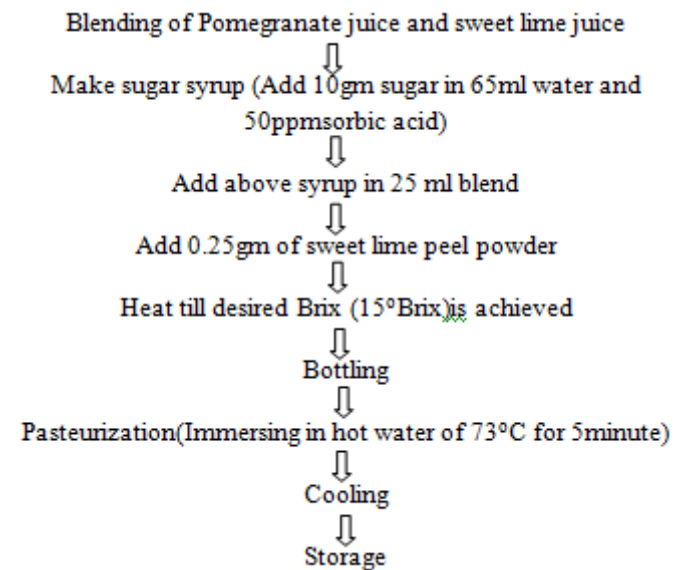 Blending of Pomegranate juice and sweet lime juice
Make sugar syrup (Add 10gm sugar in 65ml water and
50ppmsorbic acid)
Add above syrup in 25 ml blend
Add 0.25gm of sweet lime peel powder
Heat till desired Brix (15°Brix)is achieved
Bottling
Pasteurization(Immersing in hot water of 73°C for 5minute)
Cooling
Storage